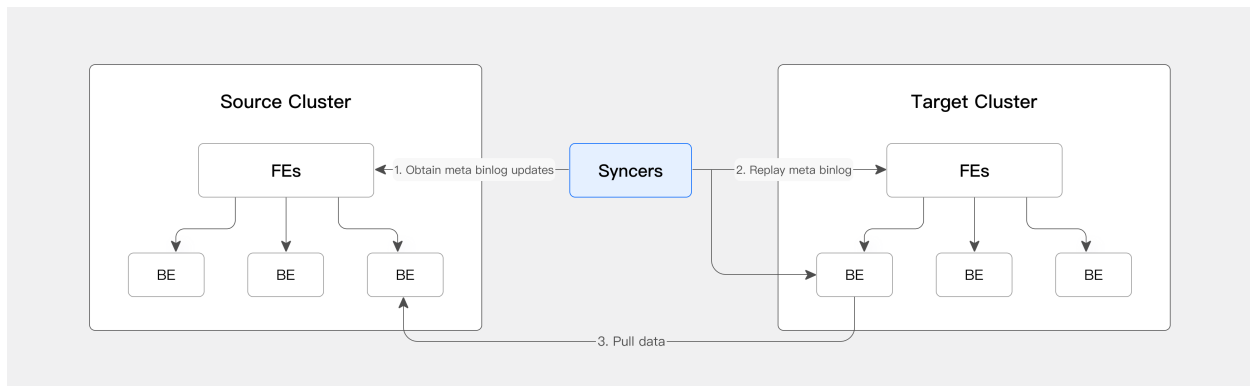 Source Cluster
Target Cluster
FEs
1. Obtain meta binlog updates
Syncers
2. Replay meta binlog
FEs
BE
BE
BE
BE
BE
BE
3. Pull data